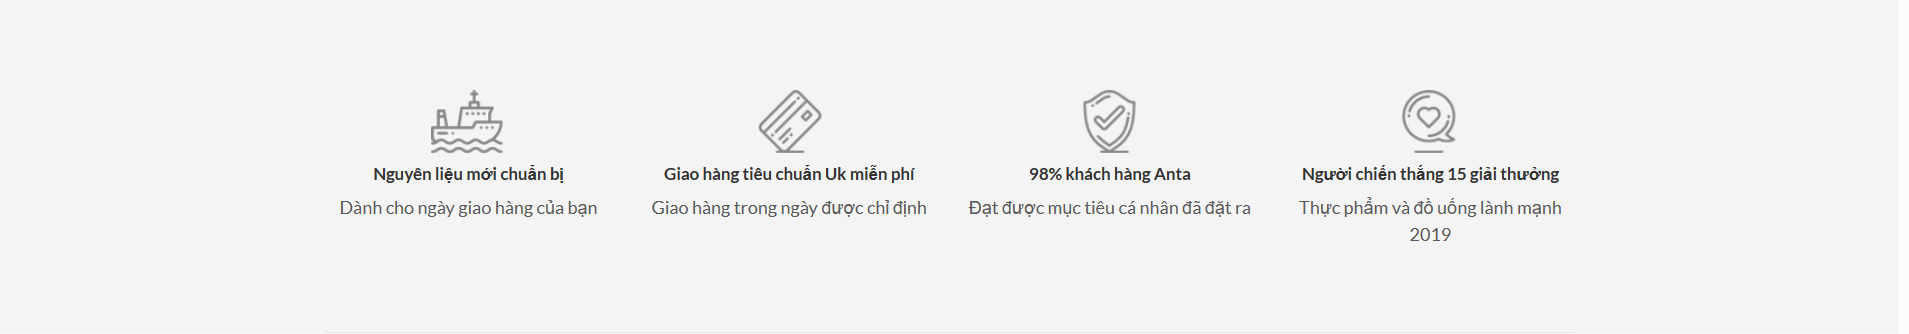 Nguyên liệu mới chuẩn bị
Dành cho ngày giao hàng của bạn
Giao hàng tiêu chuẩn Uk miễn phí
Giao hàng trong ngày được chỉ định
98% khách hàng Anta
Đạt được mục tiêu cá nhân đã đặt ra
Người chiến thắng 15 giải thưởng
Thực phẩm và đồ uống lành mạnh
2019